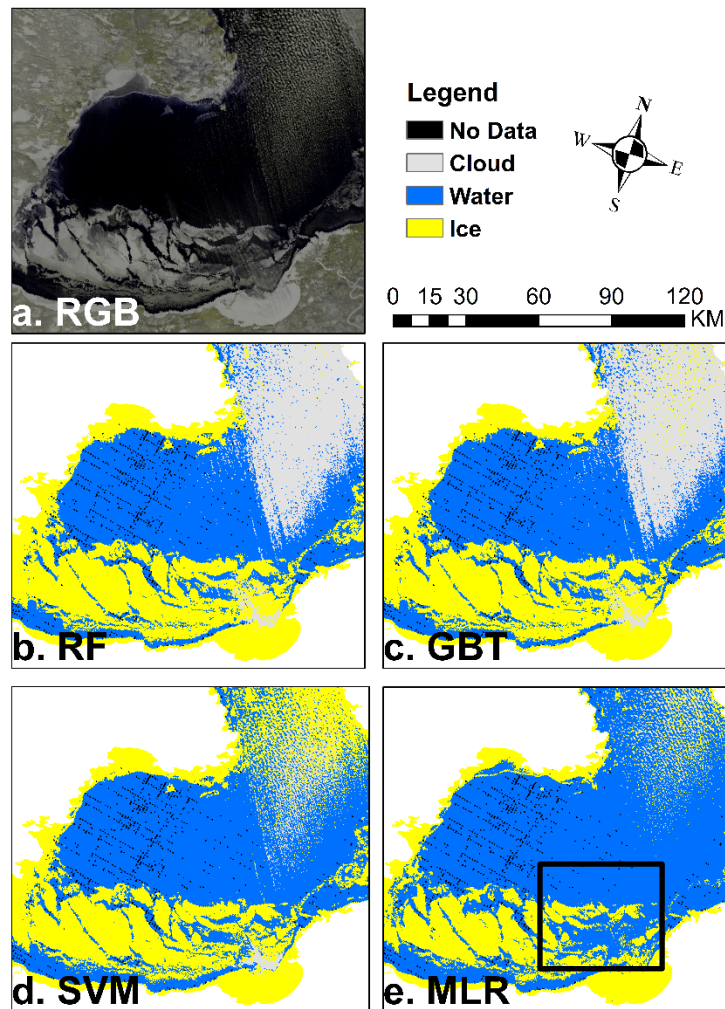 a. RGB
Legend
No Data
Cloud
Water
Ice
N
W
E
S
0 15 30 60 90 120
KM
b. RF
c. GBT
d. SVM
e. MLR